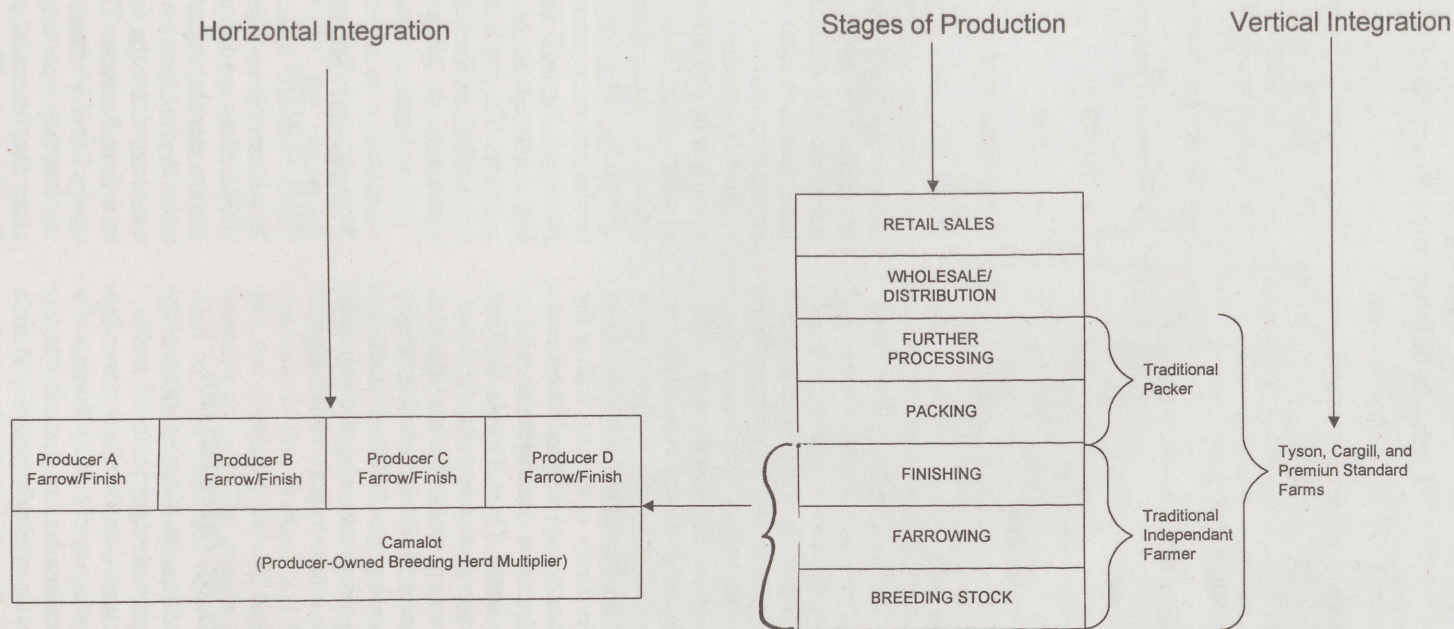 Horizontal Integration
Stages of Production
Vertical Integration
RETAIL SALES
WHOLESALE/
DISTRIBUTION
FURTHER
PROCESSING
PACKING
FINISHING
FARROWING
BREEDING STOCK
Traditional
Packer
Traditional
Independant
Farmer
Tyson, Cargill, and
Premiun Standard
Farms
Producer A
Farrow/Finish
Producer B
Farrow/Finish
Producer C
Farrow/Finish
Producer D
Farrow/Finish
Camalot
(Producer-Owned Breeding Herd Multiplier)